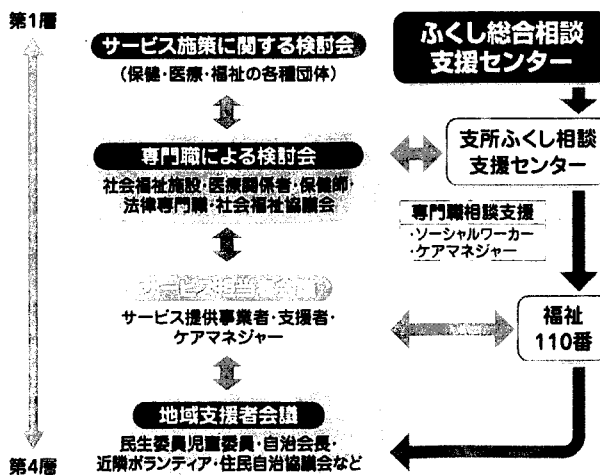 第1層
サービス施策に関する検討会
(保健・医療・福祉の各種団体)
専門職による検討会
社会福祉施設・医療関係者・保健師・
法律専門職・社会福祉協議会
サービス担当者会議
サービス提供事業者・支援者・
ケアマネジャー
地域支援者会議
民生委員児童委員・自治会長・
近隣ボランティア・住民自治協議会など
第4層
ふくし総合相談
支援センター
支所ふくし相談
支援センター
専門職相談支援
・ソーシャルワーカー
・ケアマネジャー
福祉
110番